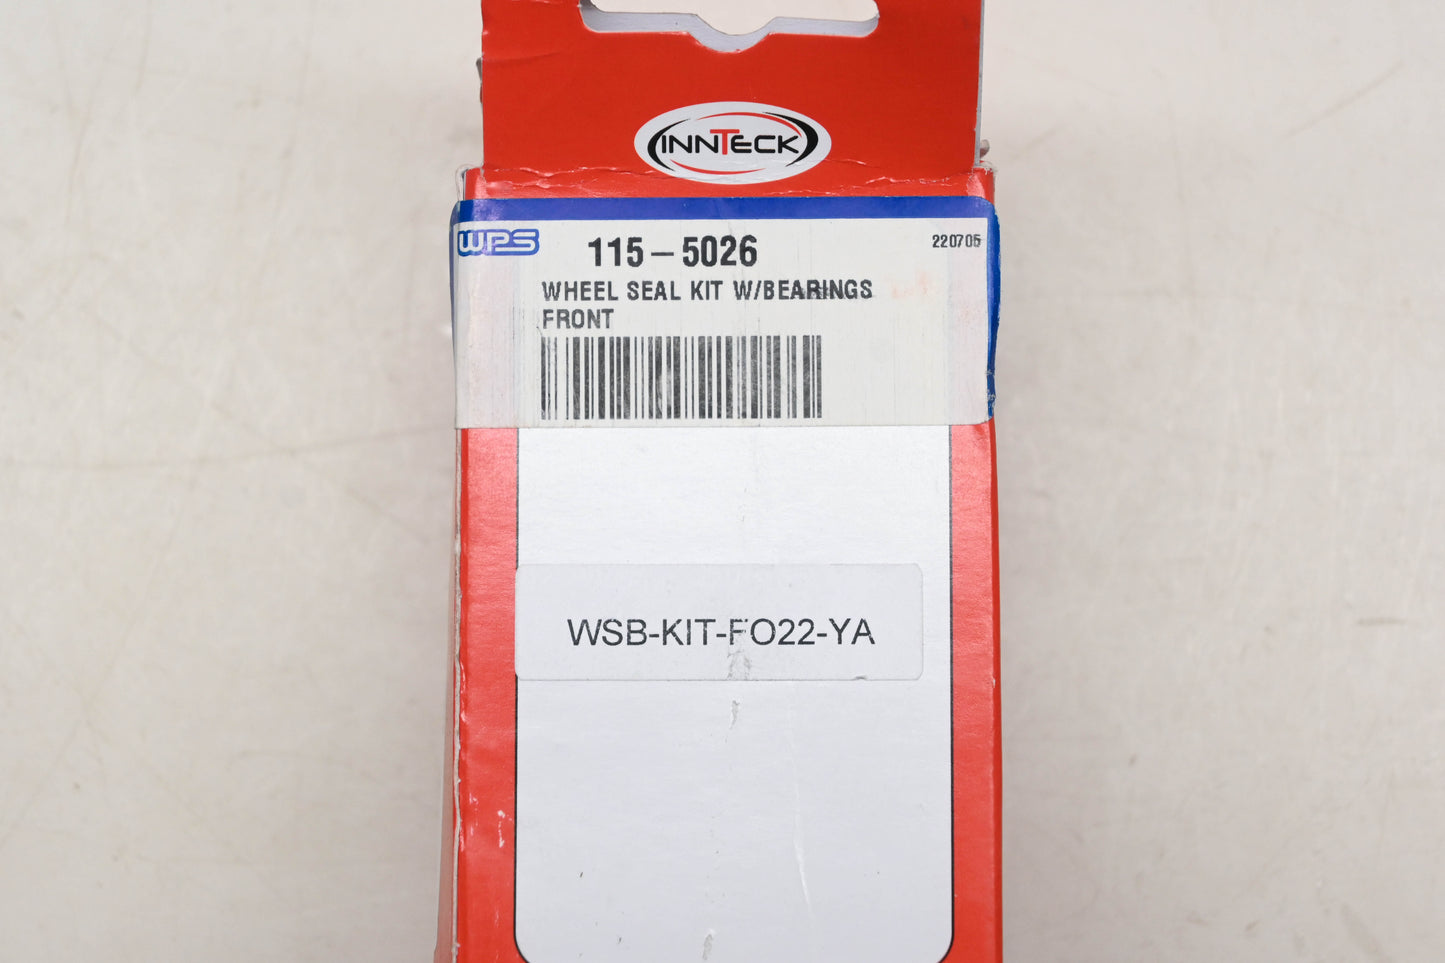 INNTECK
WPS 115-5026 220705
WHEEL SEAL KIT W/BEARINGS
FRONT
WSB-KIT-FO22-YA